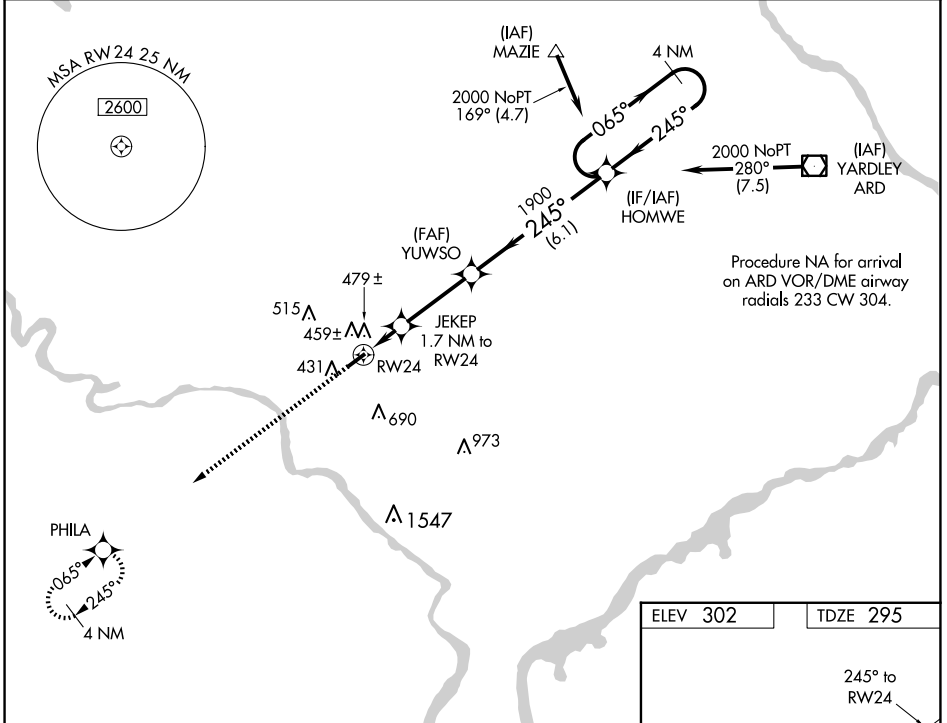 MSA RW 24 25 NM
2600
(IAF)
MAZIE
2000 NoPT
169° (4.7)
4 NM
065°
245°
2000 NoPT
280°
(7.5)
(IAF)
YARDLEY
ARD
(IF/IAF)
HOMWE
1900
245°
(6.1)
(FAF)
YUWSO
Procedure NA for arrival
on ARD VOR/DME airway
radials 233 CW 304.
479 ±
515
459±
JEKEP
1.7 NM to
RW24
431
RW24
690
973
1547
PHILA
065°
245°
4 NM
ELEV 302
TDZE 295
245° to
RW24